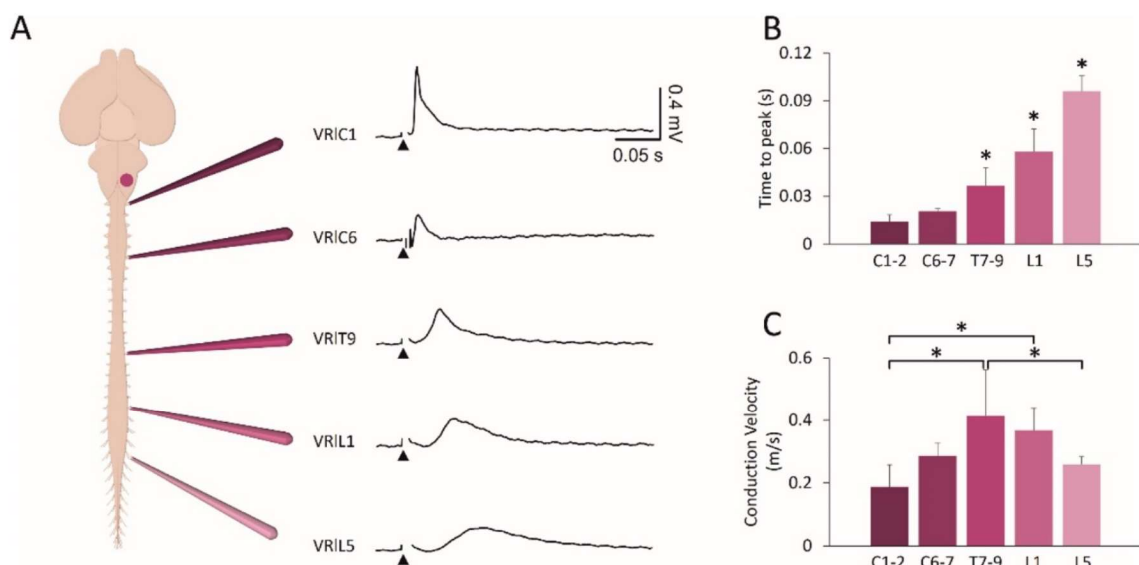 A
VRlC1
0.4 mV
0.05 s
VRlC6
VRlT9
VRlL1
VRlL5
B
Time to peak (s)
0.12
0.09
0.06
0.03
0
*
*
*
C1-2 C6-7 T7-9 L1 L5
C
Conduction Velocity
(m/s)
0.6
0.4
0.2
0
*
*
*
C1-2 C6-7 T7-9 L1 L5